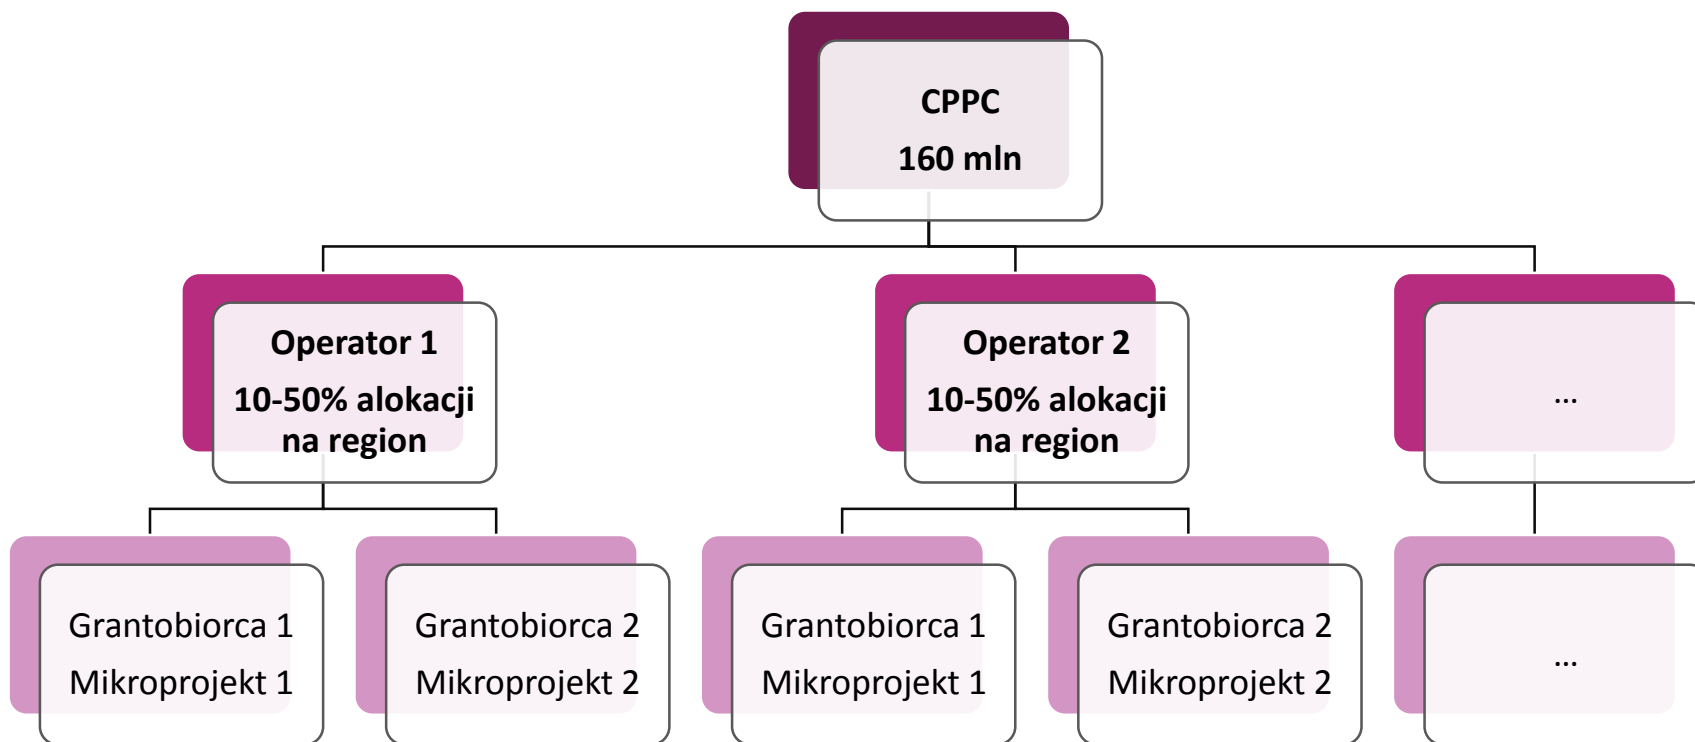 CPPC
160 mln
Operator 1
10-50% alokacji
na region
Operator 2
10-50% alokacji
na region
...
Grantobiorca 1
Mikroprojekt 1
Grantobiorca 2
Mikroprojekt 2
Grantobiorca 1
Mikroprojekt 1
Grantobiorca 2
Mikroprojekt 2
...